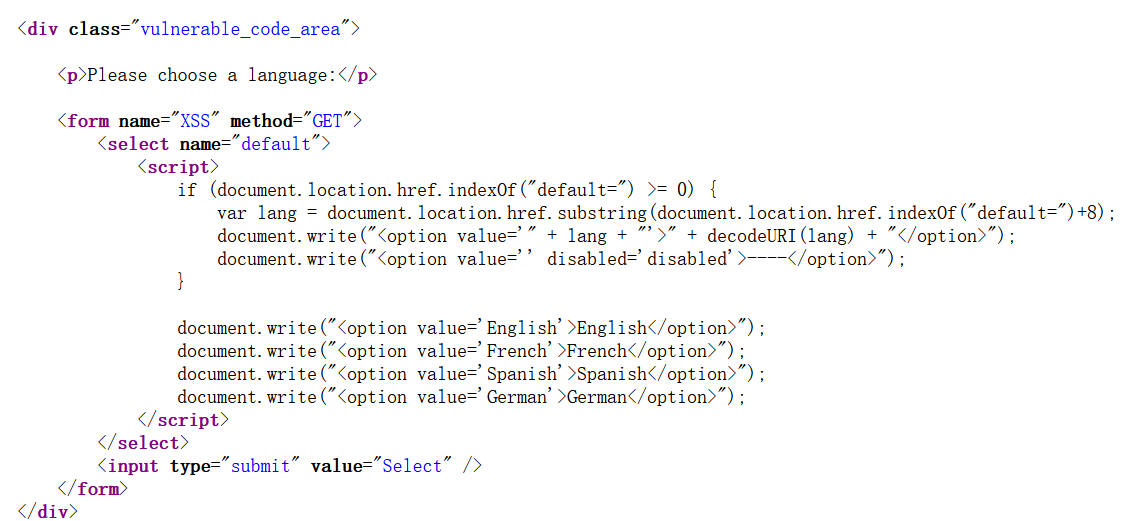 <div class="vulnerable_code_area">
<p>Please choose a language:</p>
<form name="XSS" method="GET">
<select name="default">
<script>
if (document.location.href.indexOf("default=") >= 0) {
var lang = document.location.href.substring(document.location.href.indexOf("default=")+8);
document.write("<option value='" + lang + "'>" + decodeURI(lang) + "</option>");
document.write("<option value='' disabled='disabled'>----</option>");
}
document.write("<option value='English'>English</option>");
document.write("<option value='French'>French</option>");
document.write("<option value='Spanish'>Spanish</option>");
document.write("<option value='German'>German</option>");
</script>
</select>
<input type="submit" value="Select" />
</form>
</div>